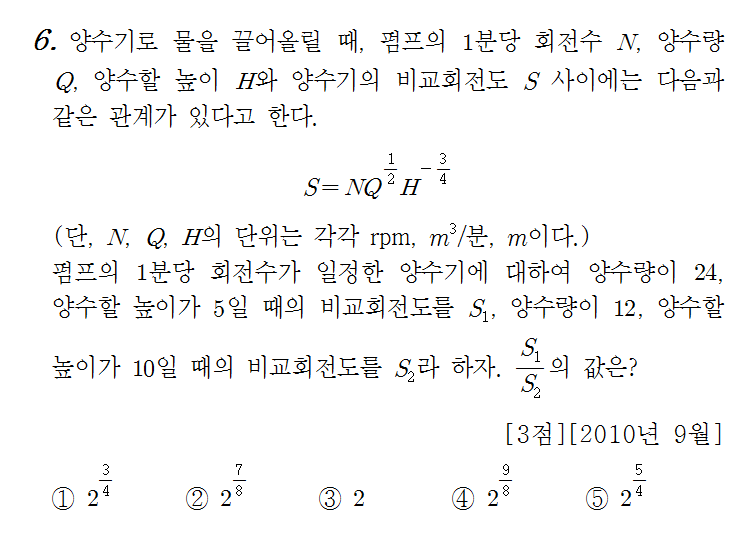 6. 양수기로 물을 끌어올릴 때, 펌프의 1분당 회전수 N, 양수량
Q, 양수할 높이 H와 양수기의 비교회전도 S 사이에는 다음과
같은 관계가 있다고 한다.
S=NQ^{\frac{1}{2}}H^{-\frac{3}{4}}
(단, N, Q, H의 단위는 각각 rpm, m³/분, m이다.)
펌프의 1분당 회전수가 일정한 양수기에 대하여 양수량이 24,
양수할 높이가 5일 때의 비교회전도를 S₁, 양수량이 12, 양수할
높이가 10일 때의 비교회전도를 S₂라 하자. \frac{S₁}{S₂}의 값은?
[3점][2010년 9월]
① 2^{\frac{3}{4}} ② 2^{\frac{7}{8}} ③ 2 ④ 2^{\frac{9}{8}} ⑤ 2^{\frac{5}{4}}